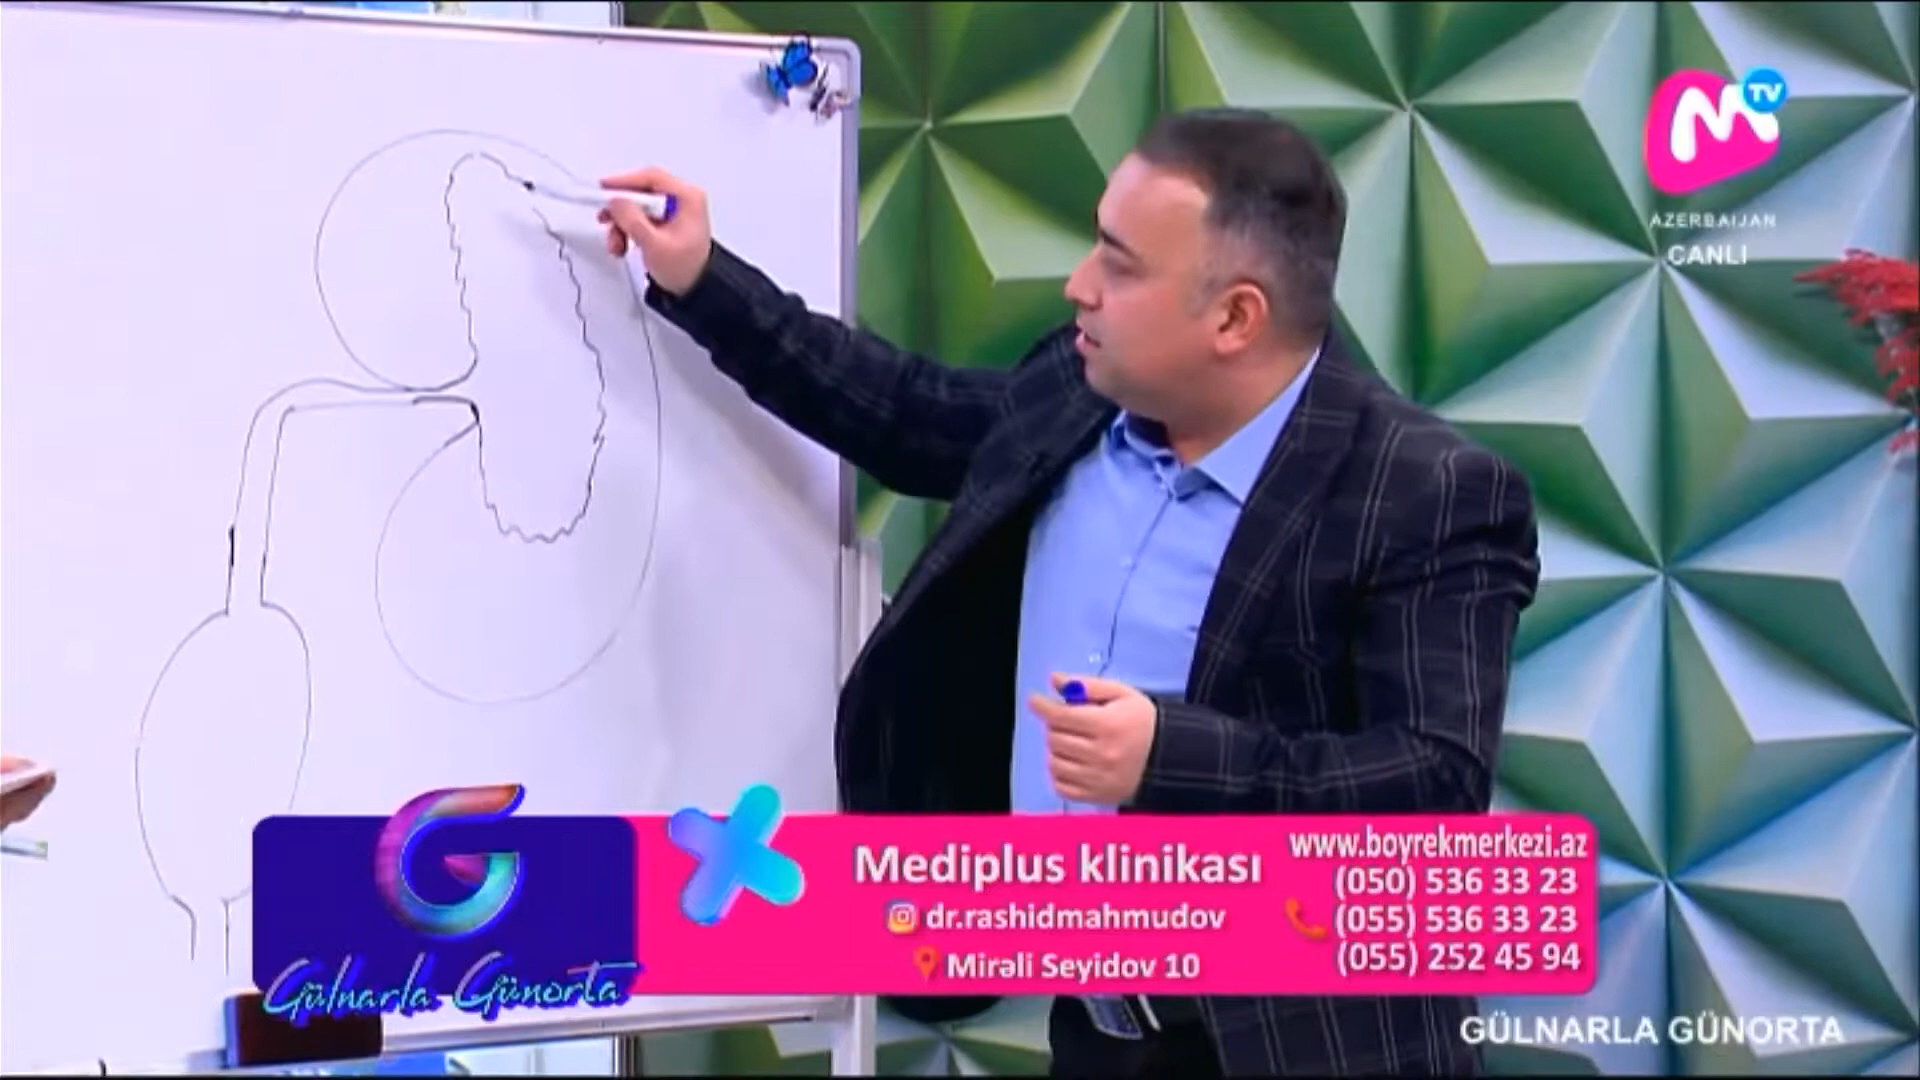 M TV
AZERBAIJAN
CANLI
Mediplus klinikası
dr.rashidmahmudov
Mirəli Seyidov 10
www.boyrekmerkezi.az
(050) 536 33 23
(055) 536 33 23
(055) 252 45 94
G
Gülnarla Günorta
GÜLNARLA GÜNORTA